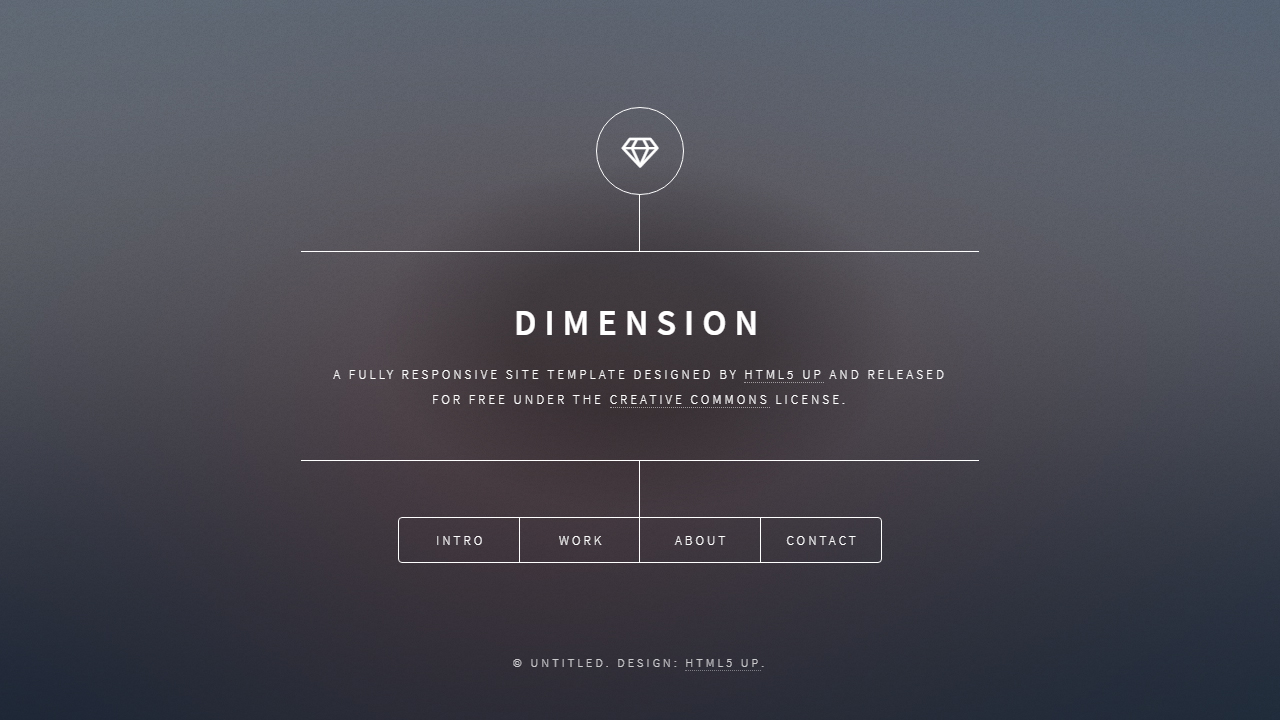 DIMENSION
A FULLY RESPONSIVE SITE TEMPLATE DESIGNED BY HTML5 UP AND RELEASED
FOR FREE UNDER THE CREATIVE COMMONS LICENSE.
INTRO
WORK
ABOUT
CONTACT
© UNTITLED. DESIGN: HTML5 UP.